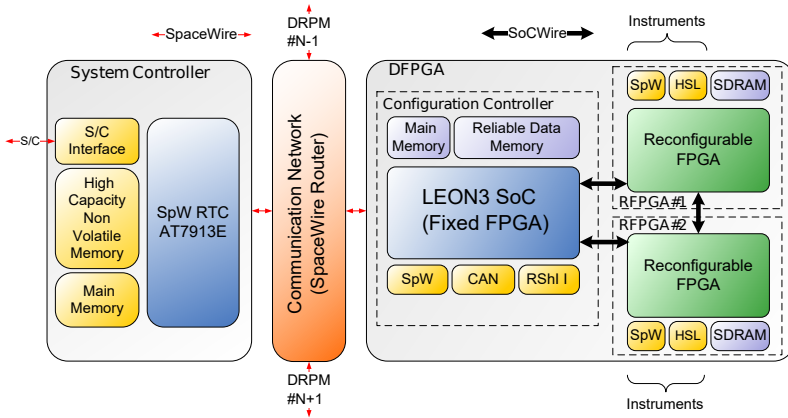 SpaceWire
DRPM
#N-1
SoCWire
Instruments
System Controller
S/C
S/C
Interface
High
Capacity
Non
Volatile
Memory
Main
Memory
SpW RTC
AT7913E
Communication Network
(SpaceWire Router)
DRPM
#N+1
DFPGA
Configuration Controller
Main
Memory
Reliable Data
Memory
LEON3 SoC
(Fixed FPGA)
SpW
CAN
RShl I
SpW
HSL
SDRAM
Reconfigurable
FPGA
RFPGA#1
RFPGA#2
Reconfigurable
FPGA
SpW
HSL
SDRAM
Instruments